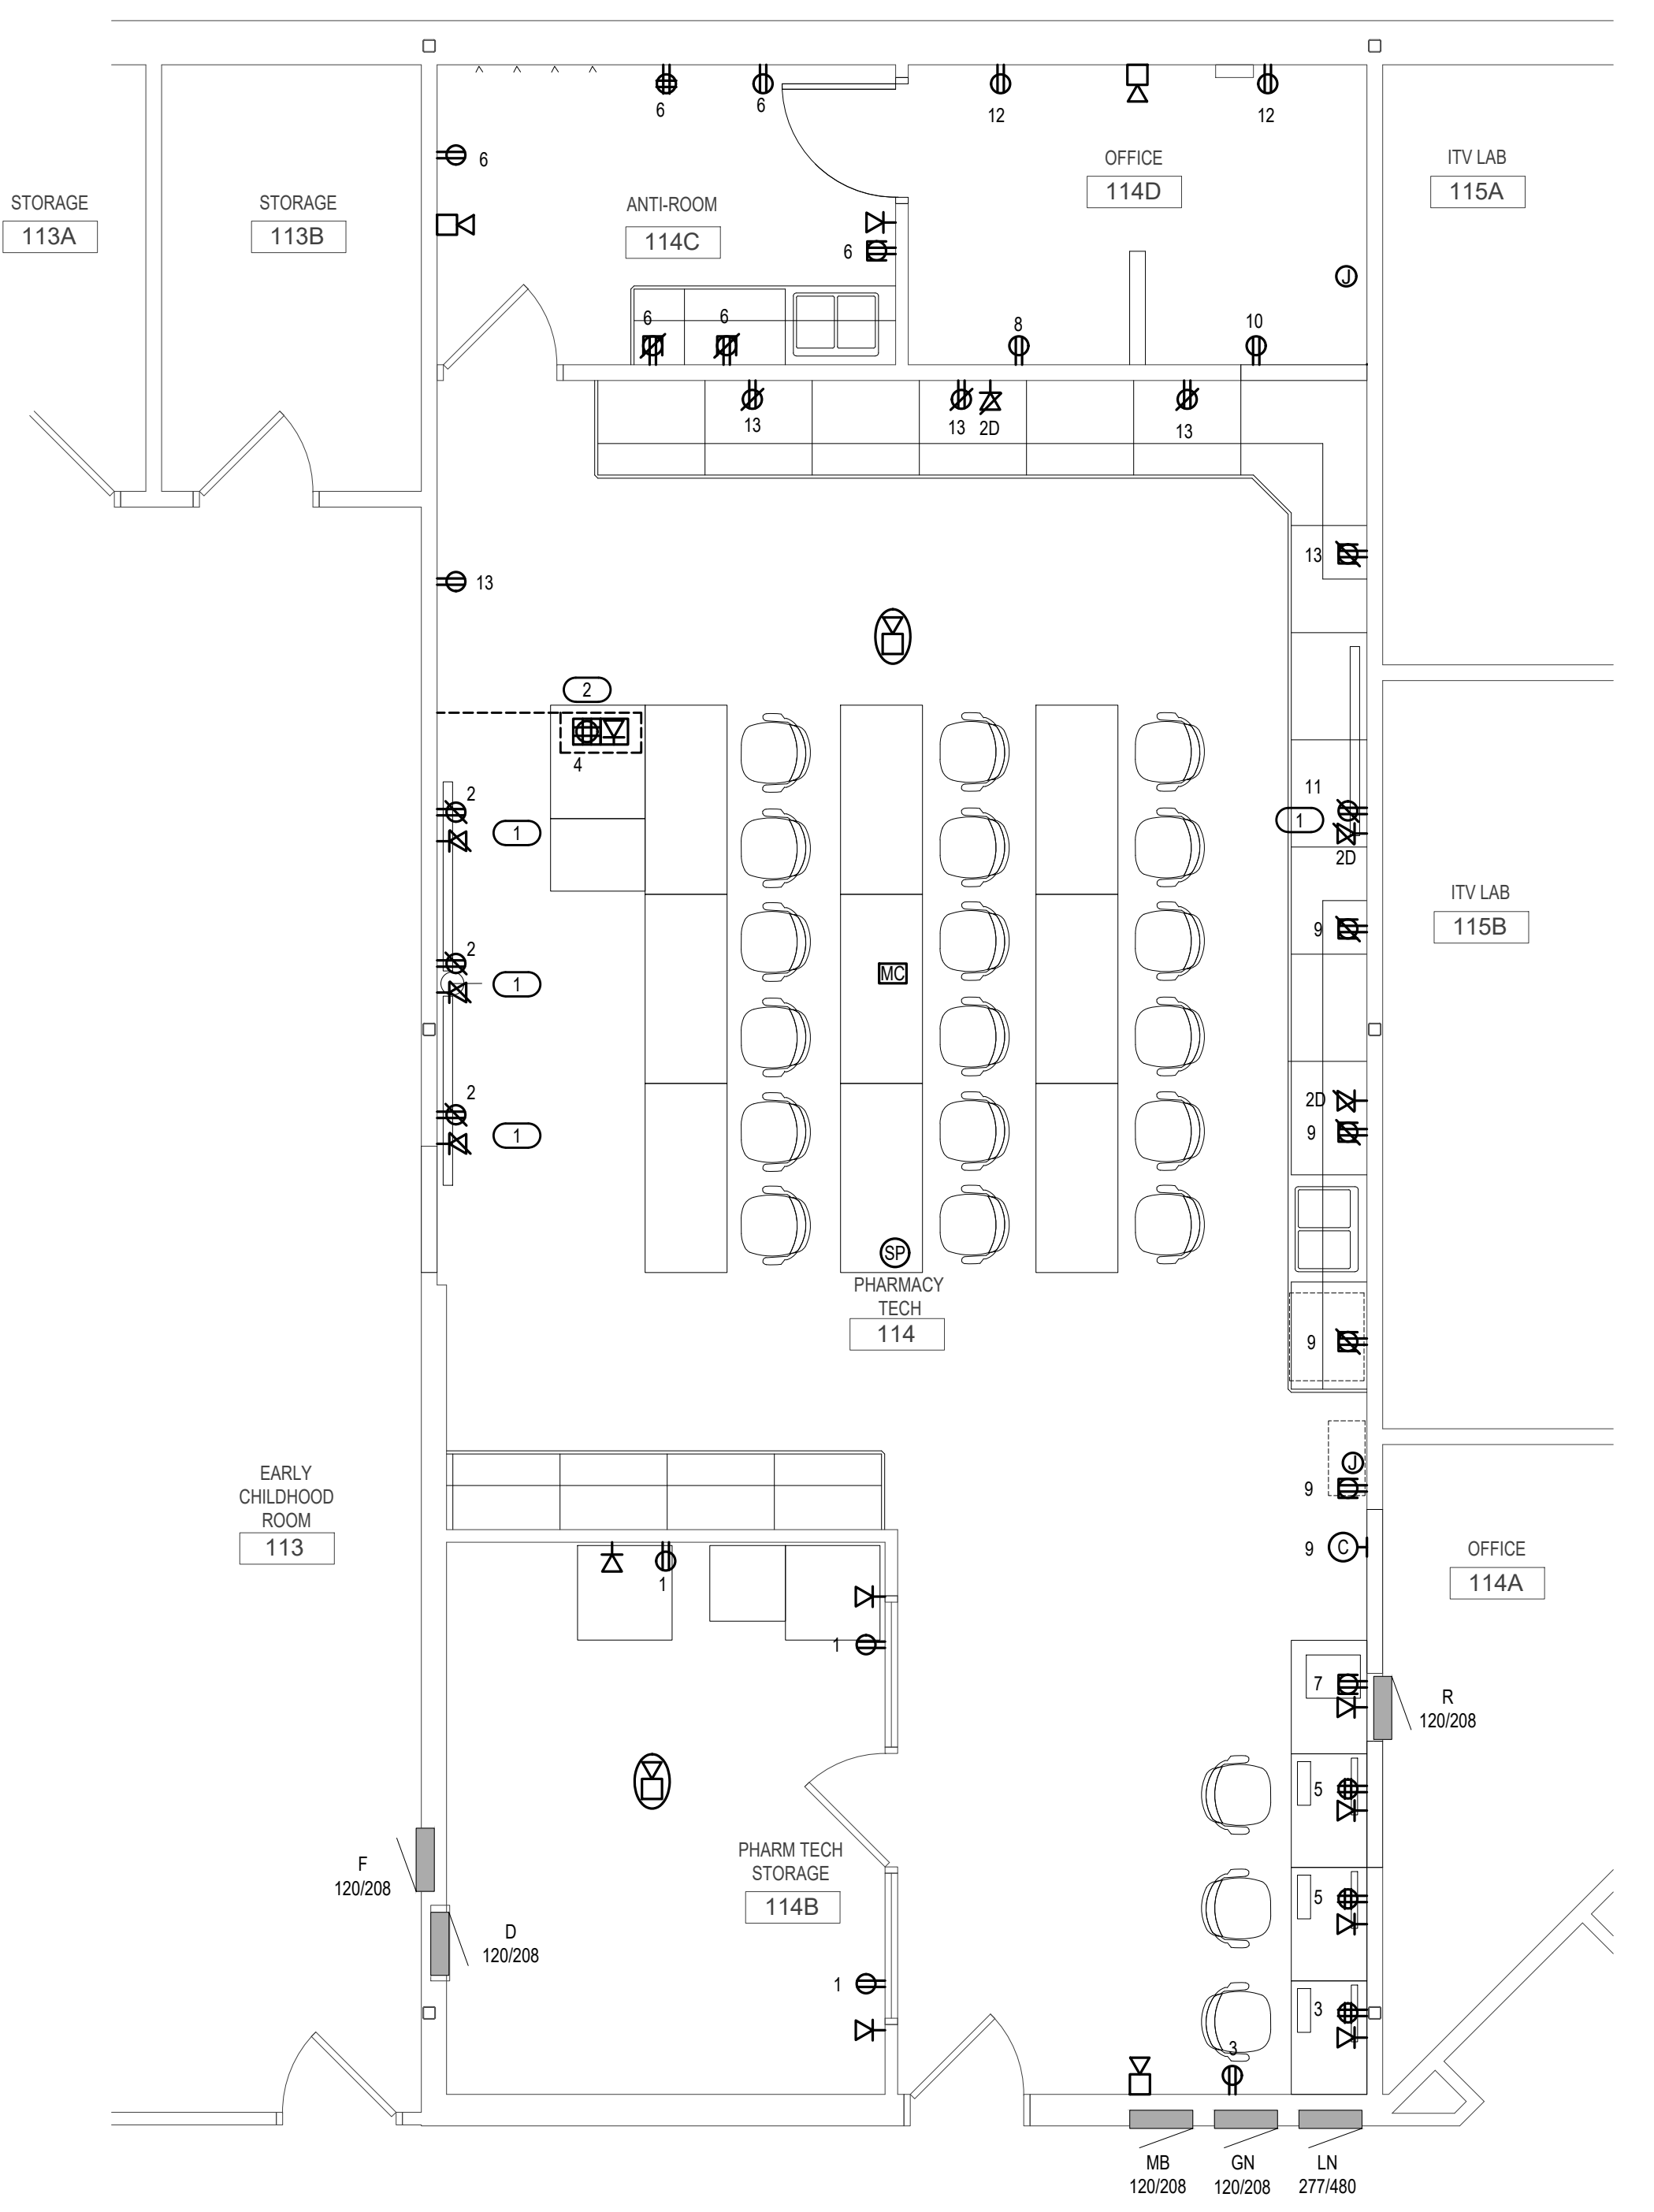 6
6
12
12
6
OFFICE
114D
ITV LAB
115A
STORAGE
113A
STORAGE
113B
ANTI-ROOM
114C
6
J
6
6
8
10
13
13
2D
13
13
13
2
4
2
1
11
1
2D
ITV LAB
115B
9
2
1
MC
2
1
2D
9
SP
PHARMACY
TECH
114
9
J
9
EARLY
CHILDHOOD
ROOM
113
9
C
OFFICE
114A
1
1
7
R
120/208
5
PHARM TECH
STORAGE
114B
F
120/208
5
D
120/208
1
3
3
MB
120/208
GN
120/208
LN
277/480